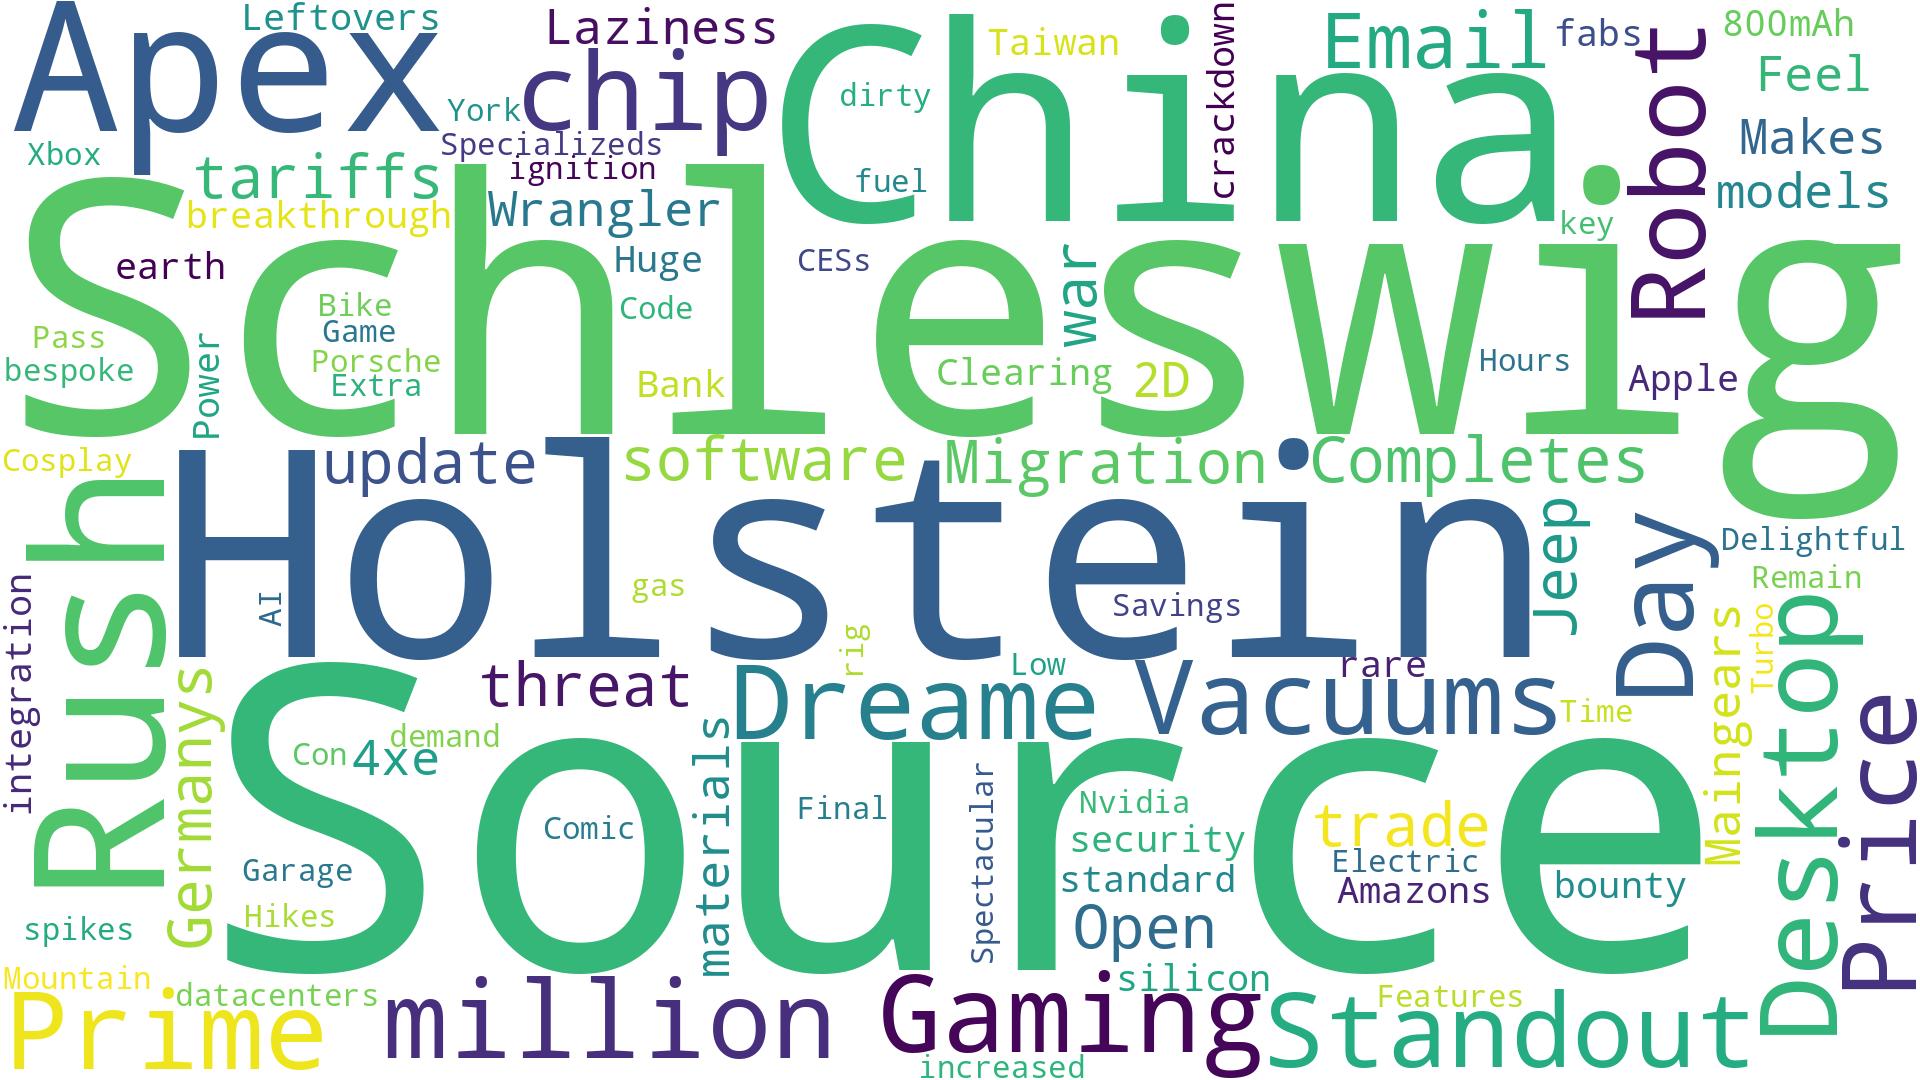 Apex
Leftovers
Laziness
chip
China
Taiwan
Email
fabs
Robot
800mAh
Feel
York
dirty
crackdown
Makes
Xbox
Specializeds
tariffs
ignition
fuel
models
breakthrough
Wrangler
key
Schleswig
earth
Huge
CESs
war
Bike
Code
Pass
Game
Power
Porsche
Clearing
2D
Hours
bespoke
Extra
Bank
Apple
Cosplay
update
software
Migration
Completes
Rush
Holstein
Jeep
Day
Delightful
integration
AI
gas
Savings
Remain
rig
Germanys
threat
Dreame
Low
Vacuums
rare
Maingears
Turbo
Desktop
Source
Con
demand
4xe
materials
Time
Price
Comic
Final
Spectacular
Nvidia
trade
security
Garage
standard
Electric
Amazons
bounty
spikes
Hikes
Open
Mountain
datacenters
silicon
Features
Prime
million
Gaming
Standout
increased